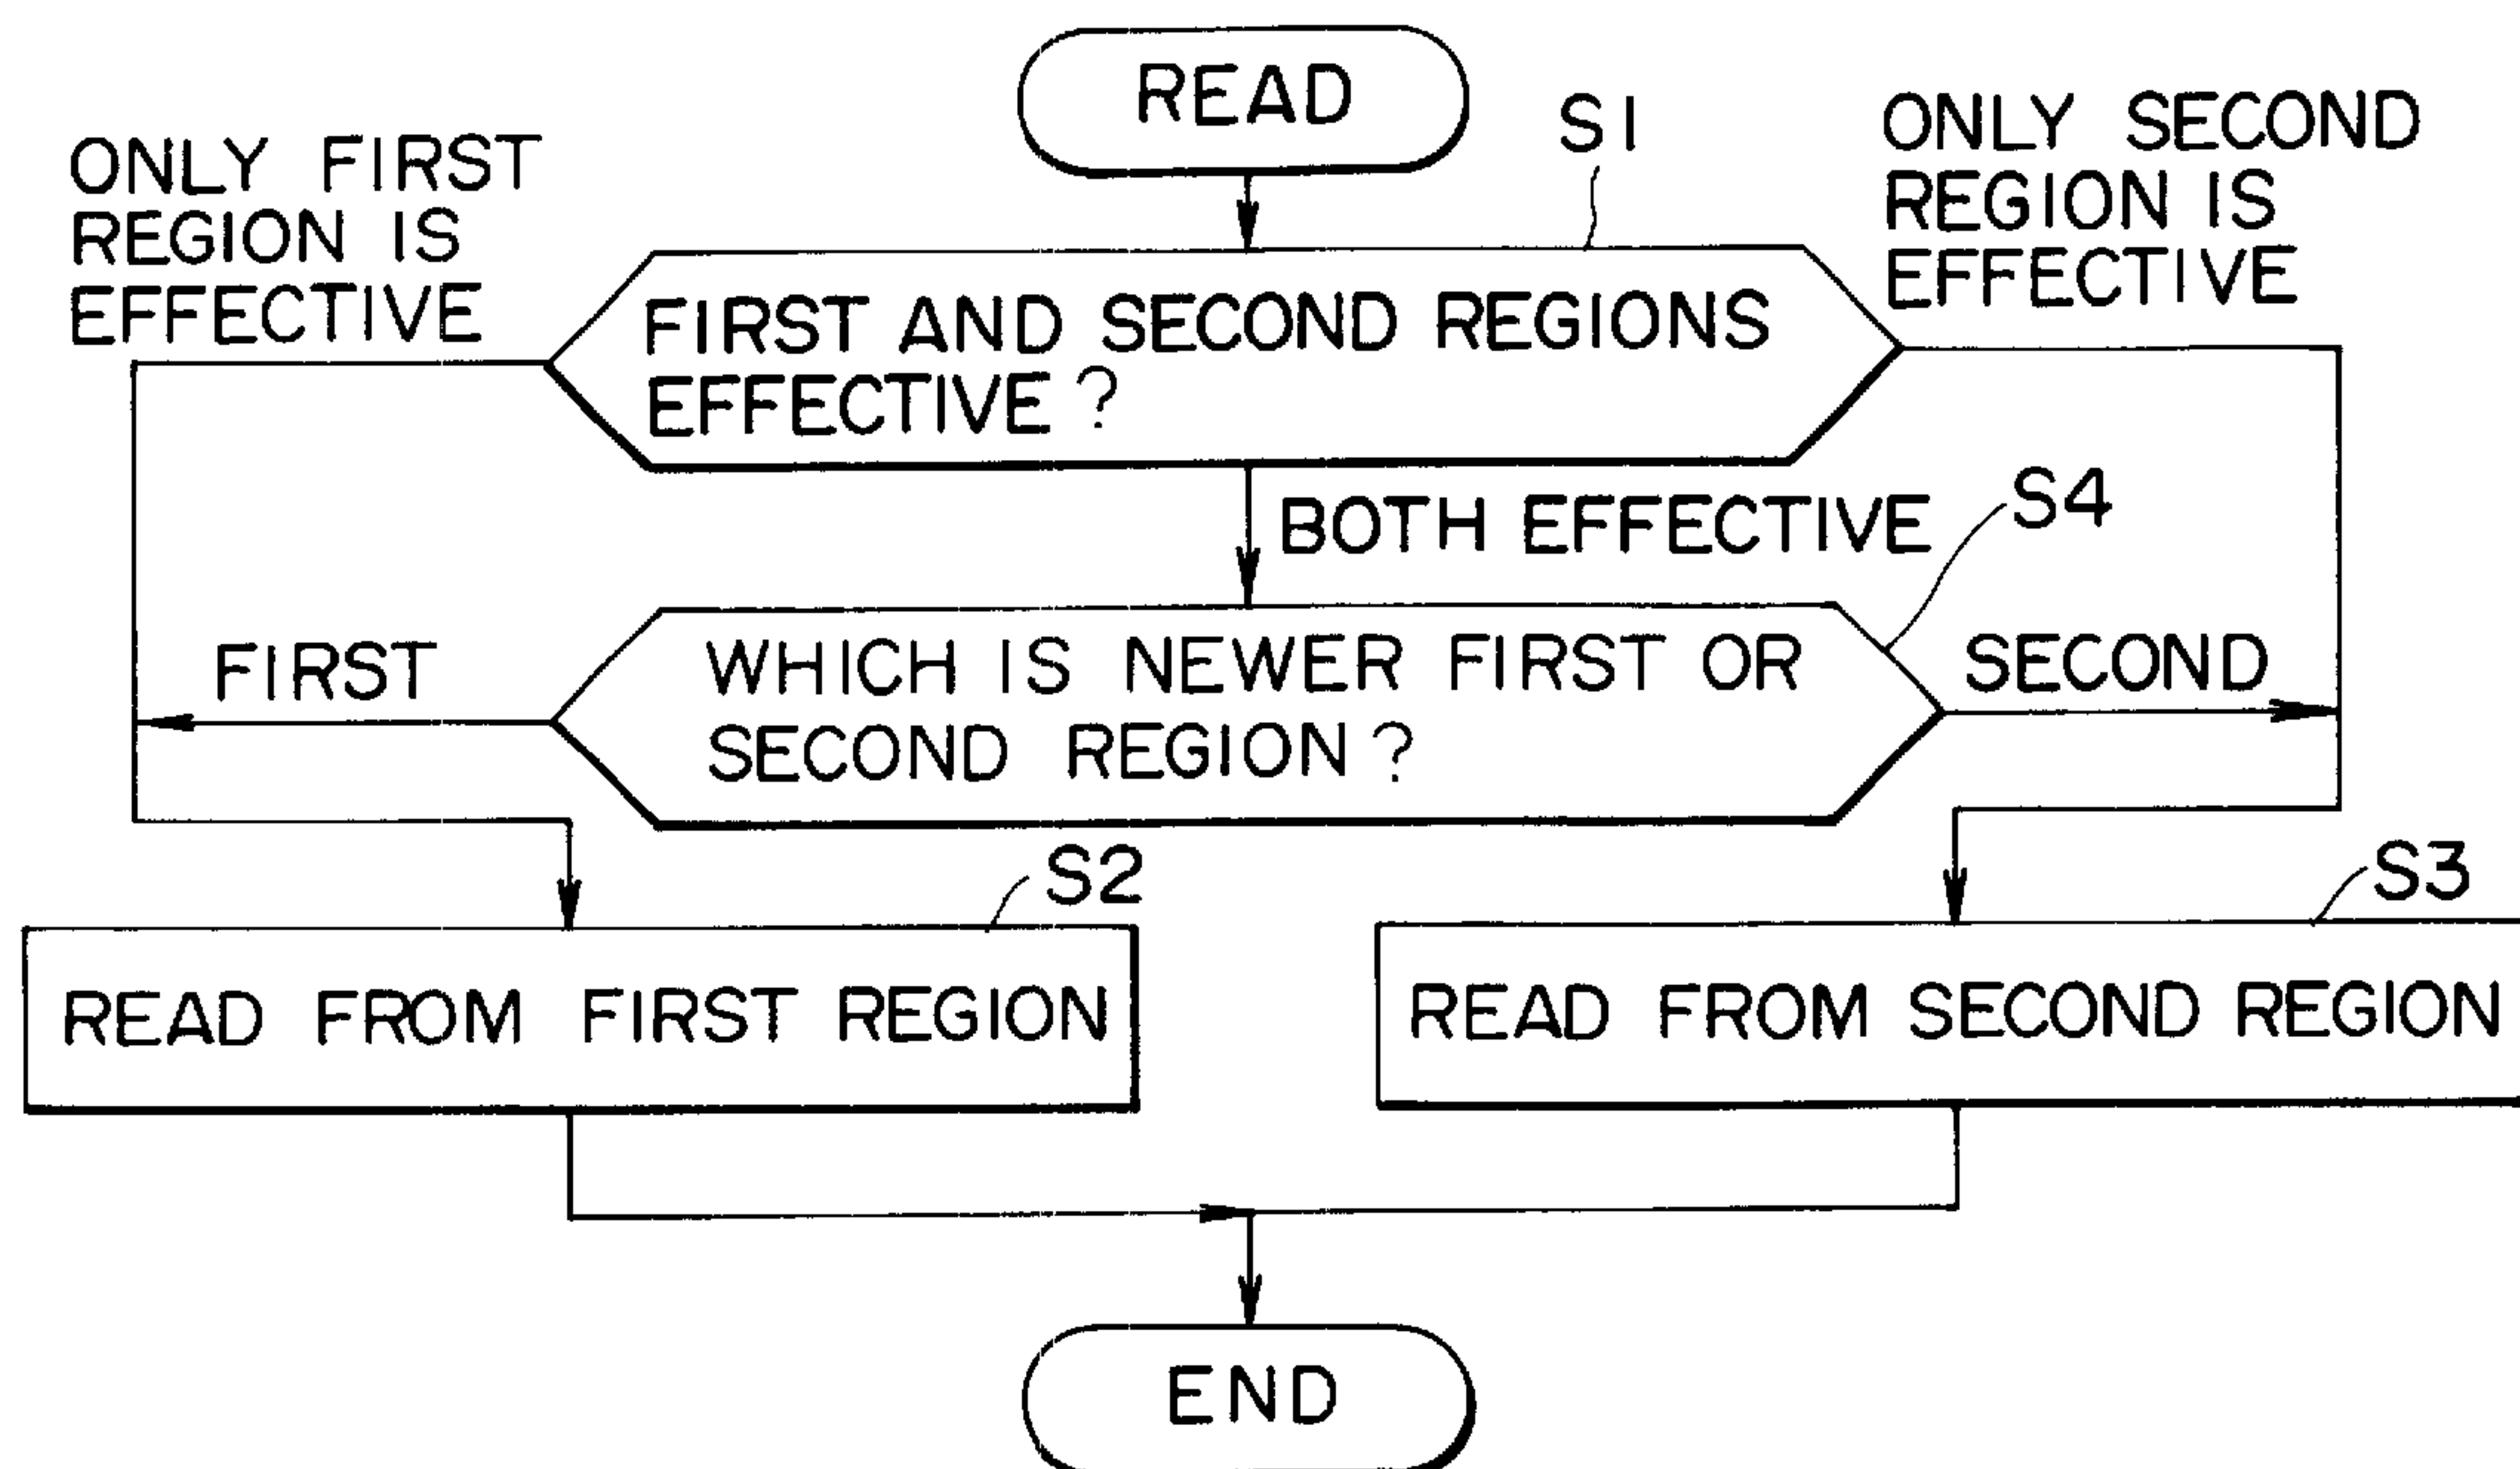 READ
S1
ONLY FIRST
REGION IS
EFFECTIVE
ONLY SECOND
REGION IS
EFFECTIVE
FIRST AND SECOND REGIONS
EFFECTIVE ?
BOTH EFFECTIVE
S4
FIRST
WHICH IS NEWER FIRST OR
SECOND REGION ?
SECOND
S2
S3
READ FROM FIRST REGION
READ FROM SECOND REGION
END